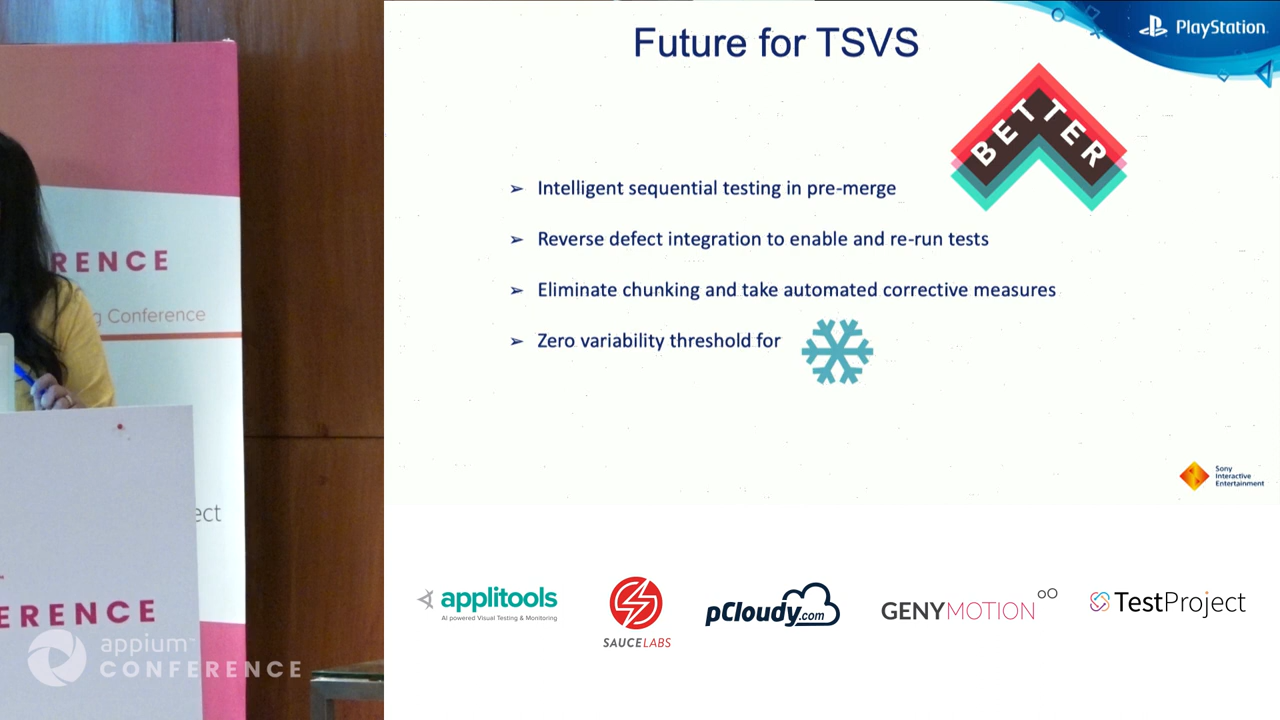 RENCE
g Conference
ect
ERENCE
appium
CONFERENCE
Future for TSVS
PlayStation
BETTER
➢ Intelligent sequential testing in pre-merge
➢ Reverse defect integration to enable and re-run tests
➢ Eliminate chunking and take automated corrective measures
➢ Zero variability threshold for
Sony
Interactive
Entertainment
applitools
AI powered Visual Testing & Monitoring
SAUCELABS
pCloudy.com
GENYMOTION
TestProject